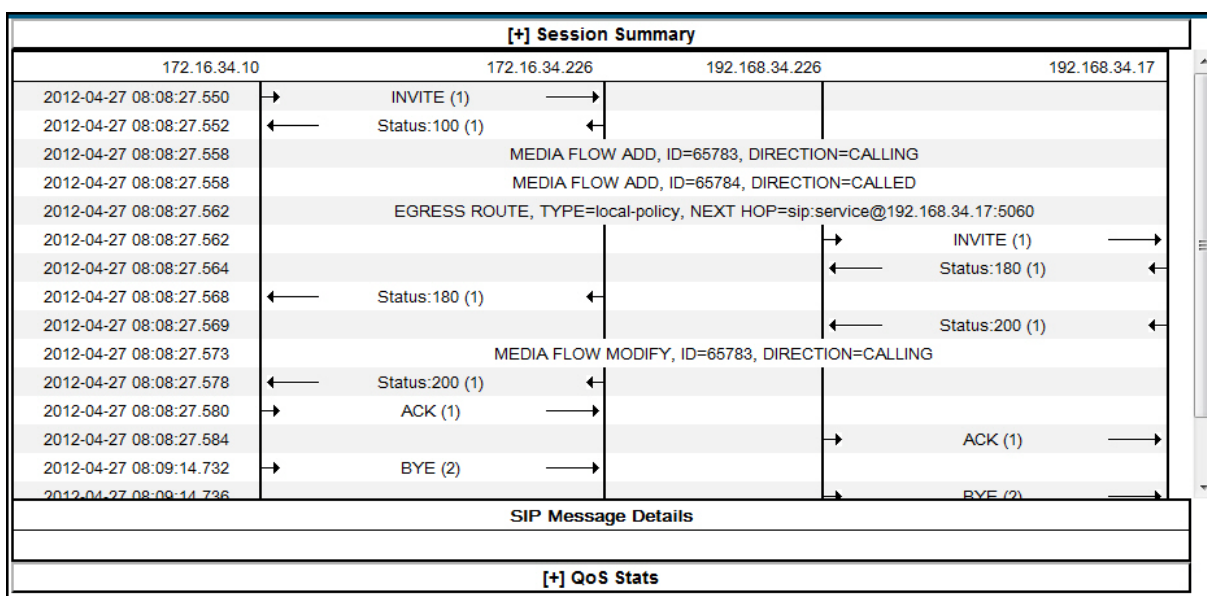 [+] Session Summary
172.16.34.10 172.16.34.226 192.168.34.226 192.168.34.17
2012-04-27 08:08:27.550 INVITE (1)
2012-04-27 08:08:27.552 Status:100 (1)
2012-04-27 08:08:27.558 MEDIA FLOW ADD, ID=65783, DIRECTION=CALLING
2012-04-27 08:08:27.558 MEDIA FLOW ADD, ID=65784, DIRECTION=CALLED
2012-04-27 08:08:27.562 EGRESS ROUTE, TYPE=local-policy, NEXT HOP=sip:service@192.168.34.17:5060
2012-04-27 08:08:27.562 INVITE (1)
2012-04-27 08:08:27.564 Status:180 (1)
2012-04-27 08:08:27.568 Status:180 (1)
2012-04-27 08:08:27.569 Status:200 (1)
2012-04-27 08:08:27.573 MEDIA FLOW MODIFY, ID=65783, DIRECTION=CALLING
2012-04-27 08:08:27.578 Status:200 (1)
2012-04-27 08:08:27.580 ACK (1)
2012-04-27 08:08:27.584 ACK (1)
2012-04-27 08:09:14.732 BYE (2)
2012-04-27 08:09:14.736 BYE (2)
SIP Message Details
[+] QoS Stats